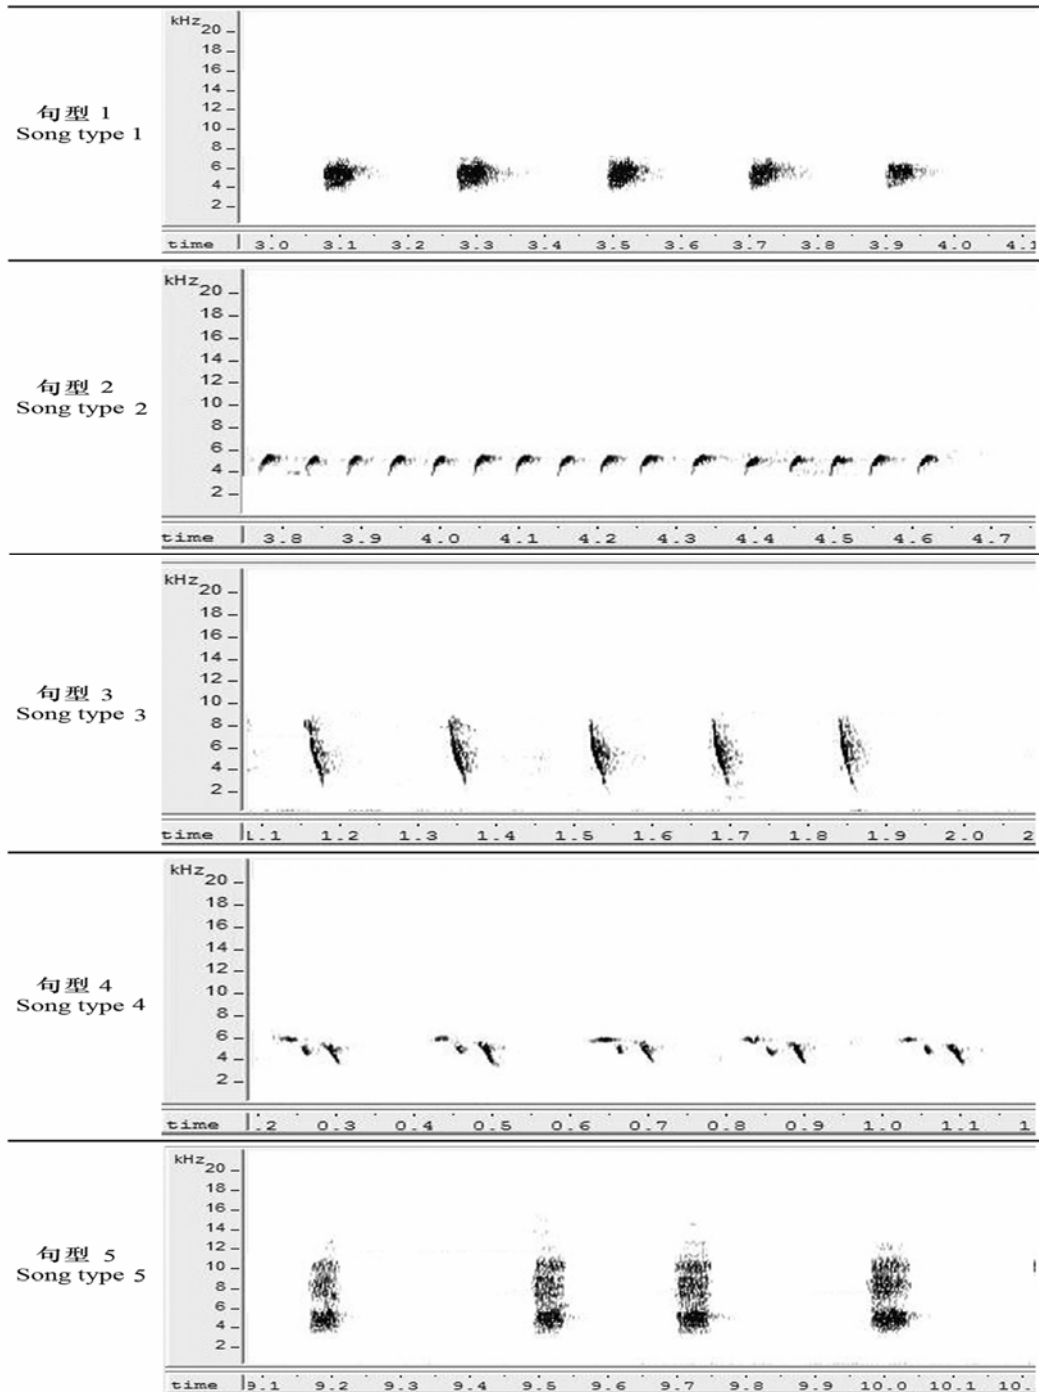 kHz
20
18
16
14
12
10
8
6
4
2
句型 1
Song type 1
time 3.0 3.1 3.2 3.3 3.4 3.5 3.6 3.7 3.8 3.9 4.0 4.1
kHz
20
18
16
14
12
10
8
6
4
2
句型 2
Song type 2
time 3.8 3.9 4.0 4.1 4.2 4.3 4.4 4.5 4.6 4.7
kHz
20
18
16
14
12
10
8
6
4
2
句型 3
Song type 3
time 1.1 1.2 1.3 1.4 1.5 1.6 1.7 1.8 1.9 2.0 2
kHz
20
18
16
14
12
10
8
6
4
2
句型 4
Song type 4
time .2 0.3 0.4 0.5 0.6 0.7 0.8 0.9 1.0 1.1 1
kHz
20
18
16
14
12
10
8
6
4
2
句型 5
Song type 5
time 9.1 9.2 9.3 9.4 9.5 9.6 9.7 9.8 9.9 10.0 10.1 10.